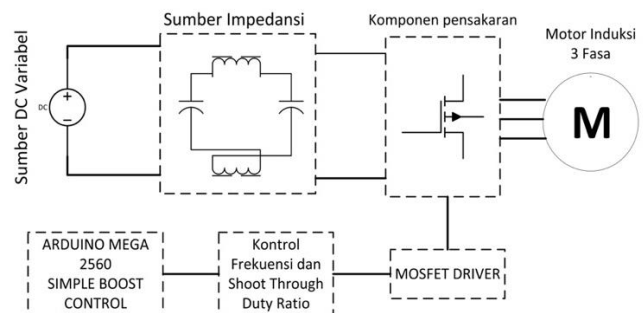 Sumber Impedansi
Komponen pensakaran
Motor Induksi
3 Fasa
Sumber DC Variabel
DC
M
ARDUINO MEGA
2560
SIMPLE BOOST
CONTROL
Kontrol
Frekuensi dan
Shoot Through
Duty Ratio
MOSFET DRIVER